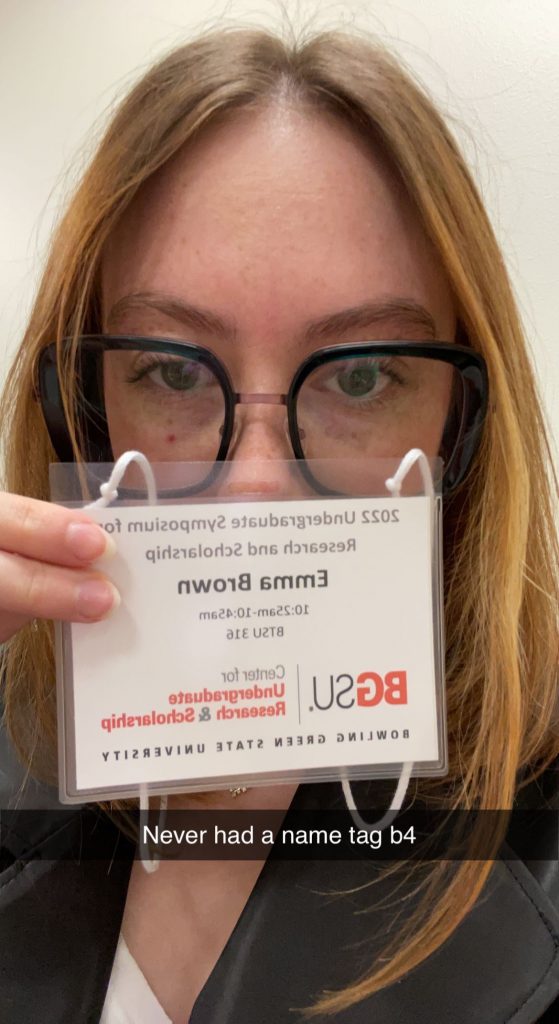 2022 Undergraduate Symposium for
Research and Scholarship
Emma Brown
10:25am-10:45am
BTSU 316
BGSU.
Center for
Undergraduate
Research & Scholarship
BOWLING GREEN STATE UNIVERSITY
Never had a name tag b4